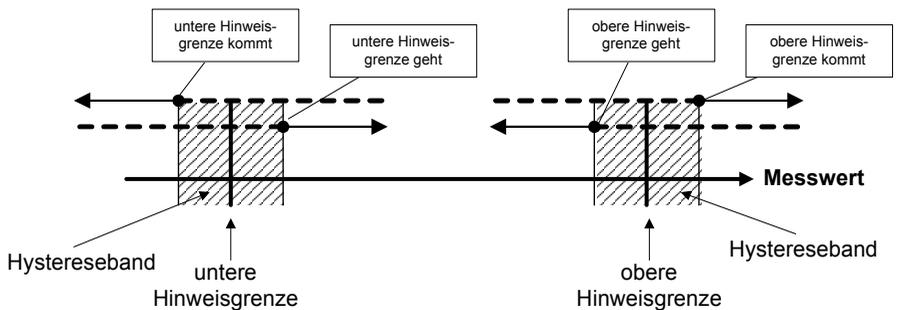 untere Hinweis-
grenze kommt
untere Hinweis-
grenze geht
obere Hinweis-
grenze geht
obere Hinweis-
grenze kommt
Messwert
Hystereseband
untere
Hinweisgrenze
obere
Hinweisgrenze
Hystereseband